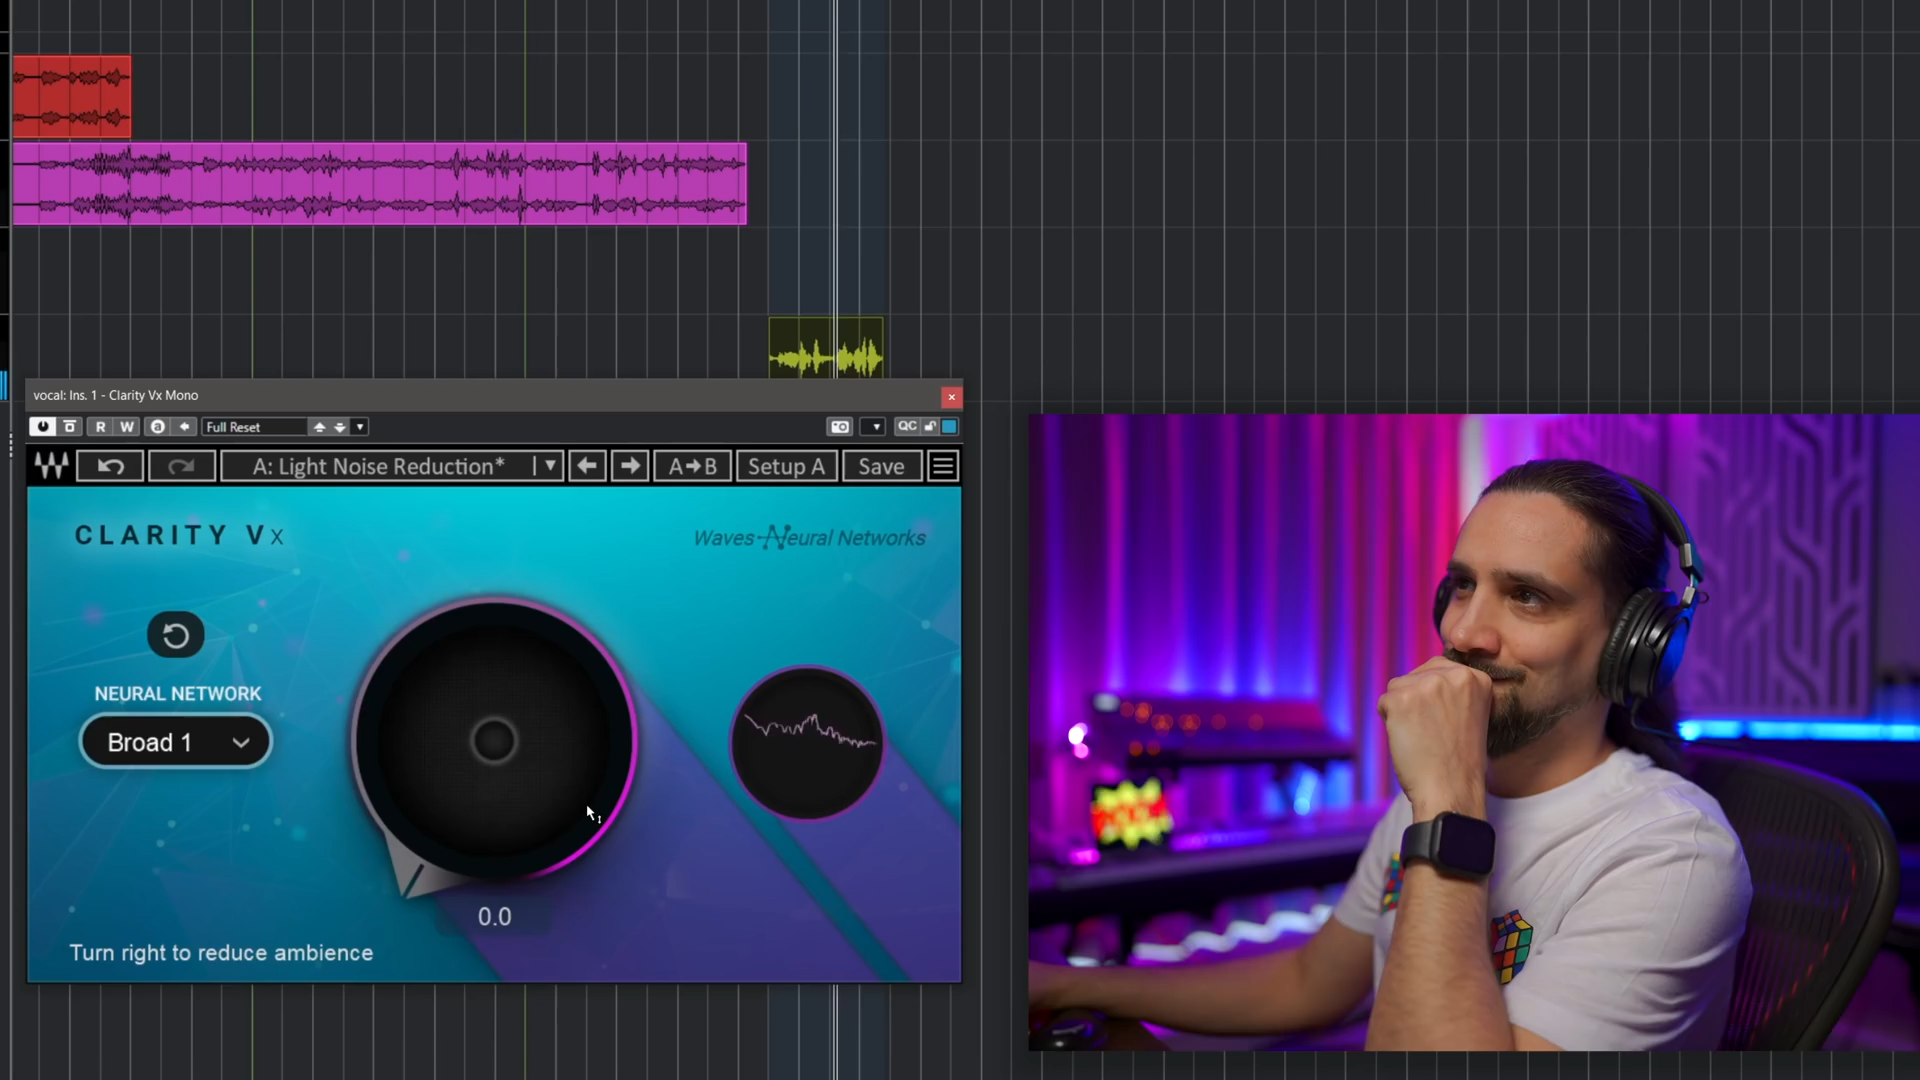 vocal: Ins. 1 - Clarity Vx Mono
R W Full Reset QC
A: Light Noise Reduction* A→B Setup A Save
CLARITY Vx
Waves Neural Networks
NEURAL NETWORK
Broad 1
0.0
Turn right to reduce ambience